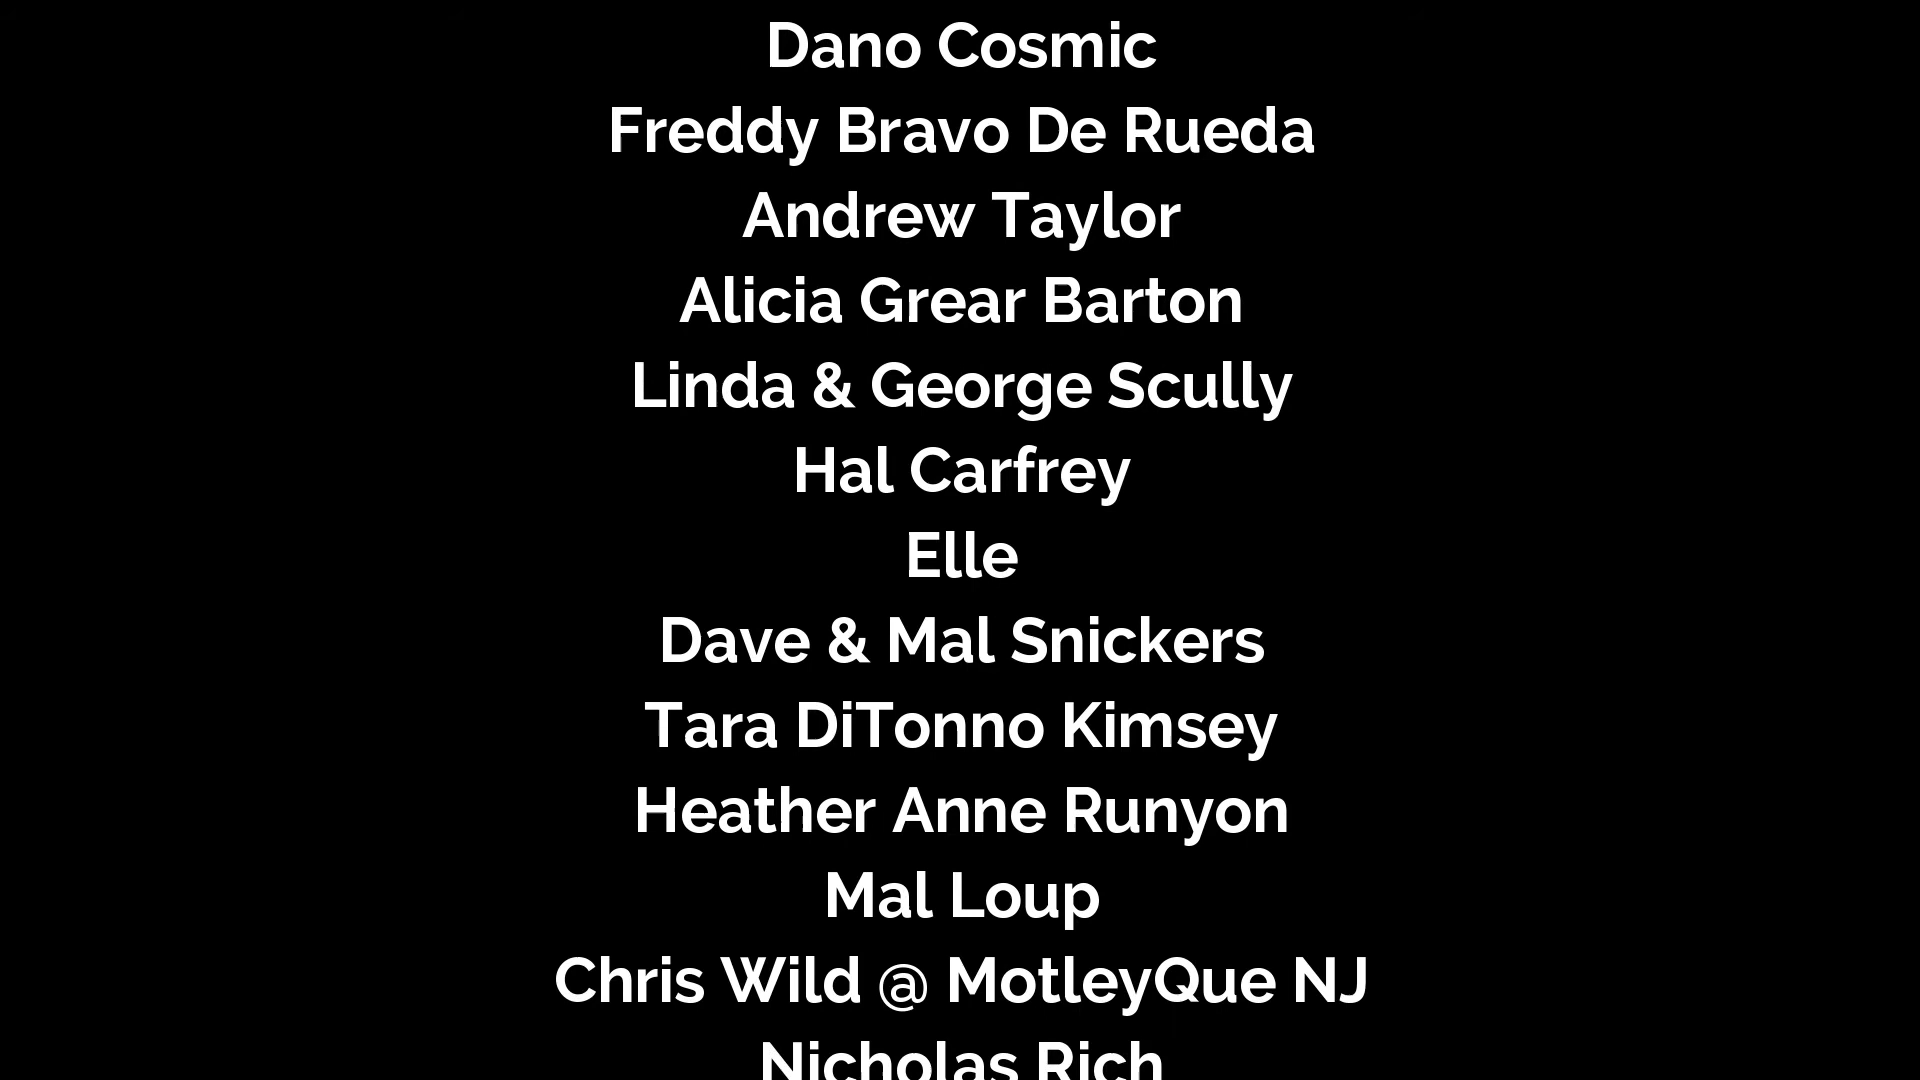 Dano Cosmic
Freddy Bravo De Rueda
Andrew Taylor
Alicia Grear Barton
Linda & George Scully
Hal Carfrey
Elle
Dave & Mal Snickers
Tara DiTonno Kimsey
Heather Anne Runyon
Mal Loup
Chris Wild @ MotleyQue NJ
Nicholas Rich